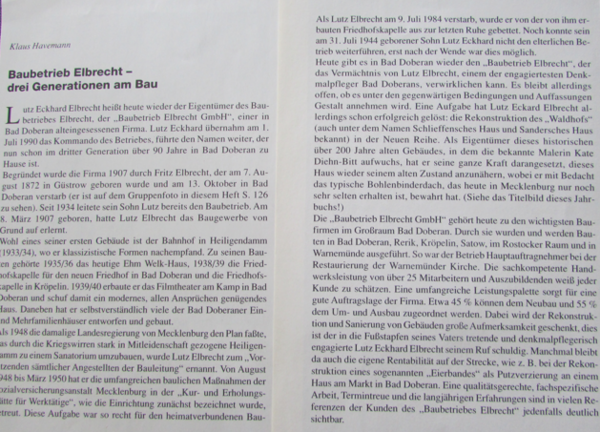 Klaus Havemann
Baubetrieb Elbrecht –
drei Generationen am Bau
Lutz Eckhard Elbrecht heißt heute wieder der Eigentümer des Bau-
betriebes Elbrecht, der „Baubetrieb Elbrecht GmbH", einer in
Bad Doberan alteingesessenen Firma. Lutz Eckhard übernahm am 1.
Juli 1990 das Kommando des Betriebes, führte den Namen weiter, der
nun schon im dritter Generation über 90 Jahre in Bad Doberan zu
Hause ist.
Begründet wurde die Firma 1907 durch Fritz Elbrecht, der am 7. Au-
gust 1872 in Güstrow geboren wurde und am 13. Oktober in Bad
Doberan verstarb (er ist auf dem Gruppenfoto in diesem Heft S. 126
zu sehen). Seit 1934 leitete sein Sohn Lutz bereits den Baubetrieb. Am
8. März 1907 geboren, hatte Lutz Elbrecht das Baugewerbe von
Grund auf erlernt.
Wohl eines seiner ersten Gebäude ist der Bahnhof in Heiligendamm
(1933/34), wo er klassizistische Formen nachempfand. Zu seinen Bau-
en gehörte 1935/36 das heutige Ehm Welk-Haus, 1938/39 die Fried-
hofskapelle für den neuen Friedhof in Bad Doberan und die Friedhofs-
kapelle in Kröpelin. 1939/40 erbaute er das Filmtheater am Kamp in Bad
Doberan und schuf damit ein modernes, allen Ansprüchen genügendes
Haus. Daneben hat er selbstverständlich viele der Bad Doberaner Ein-
und Mehrfamilienhäuser entworfen und gebaut.
Als 1948 die damalige Landesregierung von Mecklenburg den Plan faßte,
das durch die Kriegswirren stark in Mitleidenschaft gezogene Heiligen-
damm zu einem Sanatorium umzubauen, wurde Lutz Elbrecht zum „Vor-
sitzenden sämtlicher Angestellten der Bauleitung" ernannt. Von August
1948 bis März 1950 hat er die umfangreichen baulichen Maßnahmen der
Sozialversicherungsanstalt Mecklenburg in der „Kur- und Erholungs-
stätte für Werktätige", wie die Einrichtung zunächst bezeichnet wurde,
betreut. Diese Aufgabe war so recht für den heimatverbundenen Bau-
Als Lutz Elbrecht am 9. Juli 1984 verstarb, wurde er von der von ihm er-
bauten Friedhofskapelle aus zur letzten Ruhe gebettet. Noch konnte sein
am 31. Juli 1944 geborener Sohn Lutz Eckhard nicht den elterlichen Be-
trieb weiterführen, erst nach der Wende war dies möglich.
Heute gibt es in Bad Doberan wieder den „Baubetrieb Elbrecht", der
das Vermächtnis von Lutz Elbrecht, einem der engagiertesten Denk-
malpfleger Bad Doberans, verwirklichen kann. Es bleibt allerdings
offen, ob es unter den gegenwärtigen Bedingungen und Auffassungen
Gestalt annehmen wird. Eine Aufgabe hat Lutz Eckard Elbrecht al-
lerdings schon erfolgreich gelöst: die Rekonstruktion des "Waldhofs"
(auch unter dem Namen Schlieffensches Haus und Sandersches Haus
bekannt) in der Neuen Reihe. Als Eigentümer dieses historischen
über 200 Jahre alten Gebäudes, in dem die bekannte Malerin Kate
Diehn-Bitt aufwuchs, hat er seine ganze Kraft darangesetzt, dieses
Haus wieder seinem alten Zustand anzunähern, wobei er mit Bedacht
das typische Bohlenbinderdach, das heute in Mecklenburg nur noch
sehr selten erhalten ist, bewahrt hat. (Siehe das Titelbild dieses Jahr-
buchs!)
Die „Baubetrieb Elbrecht GmbH" gehört heute zu den wichtigsten Bau-
firmen im Großraum Bad Doberan. Durch sie wurden und werden Bau-
ten in Bad Doberan, Rerik, Kröpelin, Satow, im Rostocker Raum und in
Warnemünde ausgeführt. So war der Betrieb Hauptauftragnehmer bei der
Restaurierung der Warnemünder Kirche. Die sachkompetente Hand-
werksleistung von über 25 Mitarbeitern und Auszubildenden weiß jeder
Kunde zu schätzen. Eine umfangreiche Leistungspalette sorgt für eine
gute Auftragslage der Firma. Etwa 45 % können dem Neubau und 55 %
dem Um- und Ausbau zugeordnet werden. Dabei wird der Rekonstruk-
tion und Sanierung von Gebäuden große Aufmerksamkeit geschenkt, dies
ist der in die Fußstapfen seines Vaters tretende und denkmalpflegerisch
engagierte Lutz Eckhard Elbrecht seinem Ruf schuldig. Manchmal bleibt
da auch die eigene Rentabilität auf der Strecke, wie z. B. bei der Rekon-
struktion eines sogenannten „Eierbandes" als Putzverzierung an einem
Haus am Markt in Bad Doberan. Eine qualitätsgerechte, fachspezifische
Arbeit, Termintreue und die langjährigen Erfahrungen sind in vielen Re-
ferenzen der Kunden des „Baubetriebes Elbrecht" jedenfalls deutlich
sichtbar.